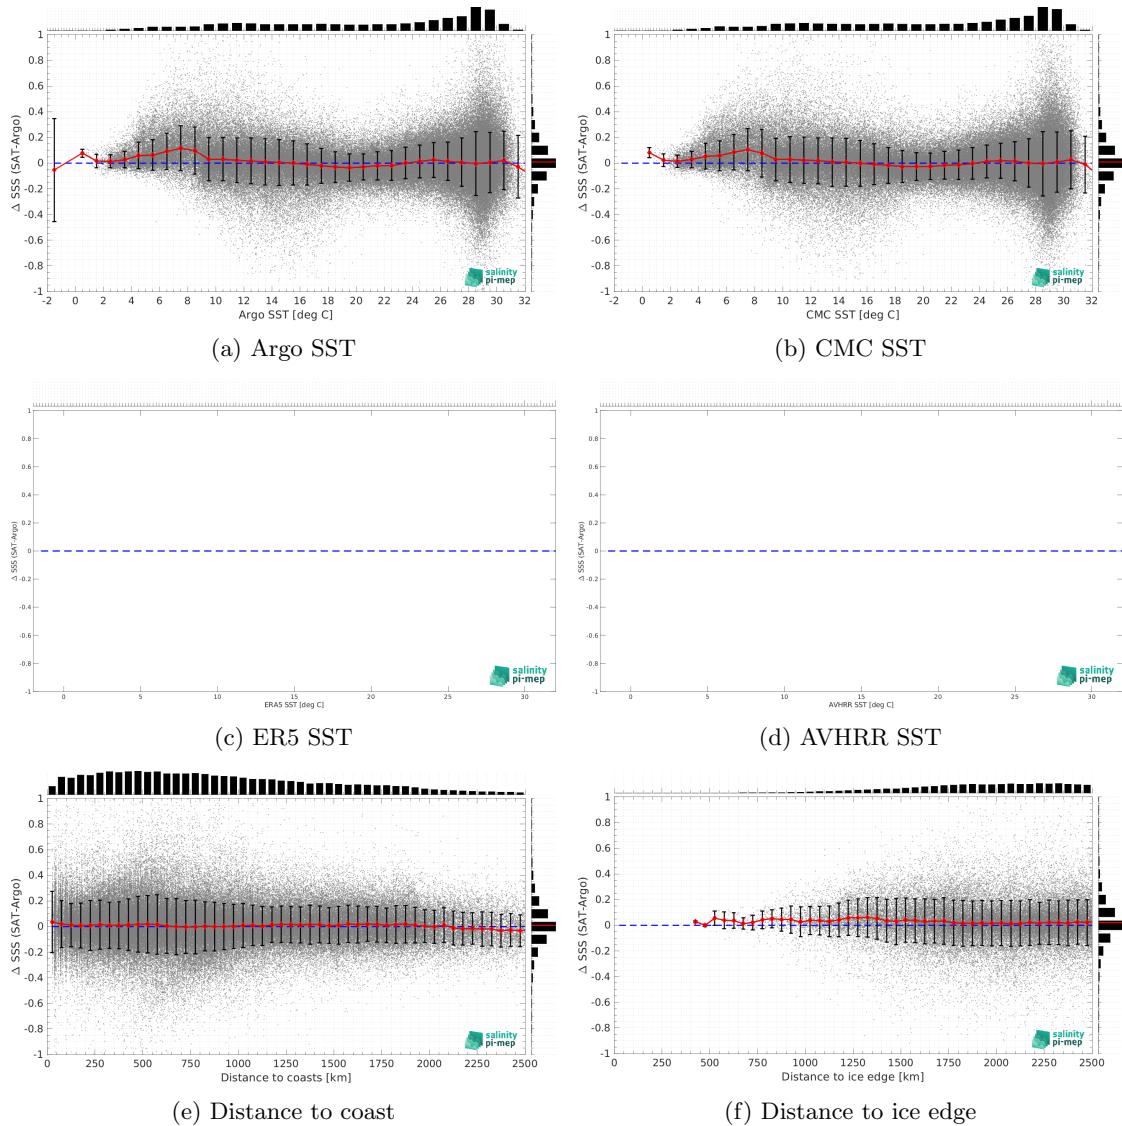 1
0.8
0.6
0.4
0.2
0
-0.2
-0.4
-0.6
-0.8
-1
Δ SSS (SAT-Argo)
-2 0 2 4 6 8 10 12 14 16 18 20 22 24 26 28 30 32
Argo SST [deg C]
salinity
pi-mep
(a) Argo SST
1
0.8
0.6
0.4
0.2
0
-0.2
-0.4
-0.6
-0.8
-1
Δ SSS (SAT-Argo)
-2 0 2 4 6 8 10 12 14 16 18 20 22 24 26 28 30 32
CMC SST [deg C]
salinity
pi-mep
(b) CMC SST
1
0.8
0.6
0.4
0.2
0
-0.2
-0.4
-0.6
-0.8
-1
Δ SSS (SAT-Argo)
0 5 10 15 20 25 30
ERA5 SST [deg C]
salinity
pi-mep
(c) ER5 SST
1
0.8
0.6
0.4
0.2
0
-0.2
-0.4
-0.6
-0.8
-1
Δ SSS (SAT-Argo)
0 5 10 15 20 25 30
AVHRR SST [deg C]
salinity
pi-mep
(d) AVHRR SST
1
0.8
0.6
0.4
0.2
0
-0.2
-0.4
-0.6
-0.8
-1
Δ SSS (SAT-Argo)
0 250 500 750 1000 1250 1500 1750 2000 2250 2500
Distance to coasts [km]
salinity
pi-mep
(e) Distance to coast
1
0.8
0.6
0.4
0.2
0
-0.2
-0.4
-0.6
-0.8
-1
Δ SSS (SAT-Argo)
0 250 500 750 1000 1250 1500 1750 2000 2250 2500
Distance to ice edge [km]
salinity
pi-mep
(f) Distance to ice edge